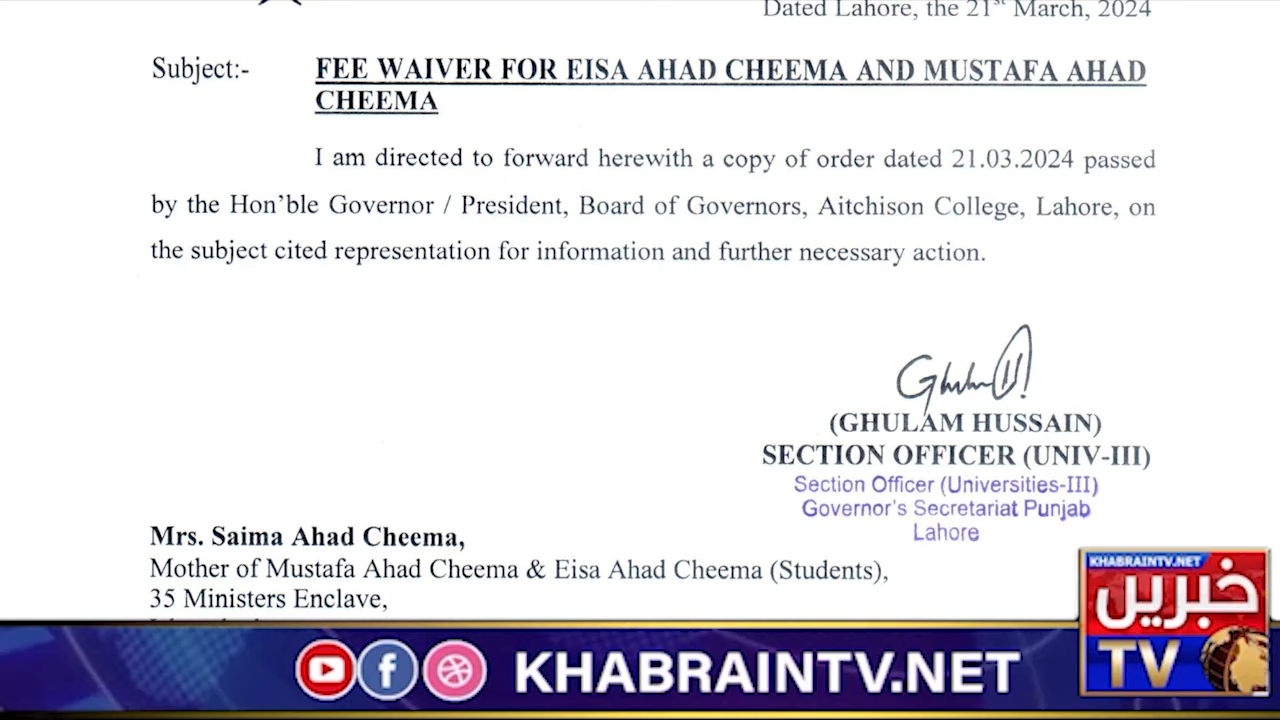 Dated Lahore, the 21st March, 2024
Subject:- FEE WAIVER FOR EISA AHAD CHEEMA AND MUSTAFA AHAD
CHEEMA
I am directed to forward herewith a copy of order dated 21.03.2024 passed
by the Hon'ble Governor / President, Board of Governors, Aitchison College, Lahore, on
the subject cited representation for information and further necessary action.
(GHULAM HUSSAIN)
SECTION OFFICER (UNIV-III)
Section Officer (Universities-III)
Governor's Secretariat Punjab
Lahore
Mrs. Saima Ahad Cheema,
Mother of Mustafa Ahad Cheema & Eisa Ahad Cheema (Students),
35 Ministers Enclave,
KHABRAINTV.NET
خبریں
TV
KHABRAINTV.NET